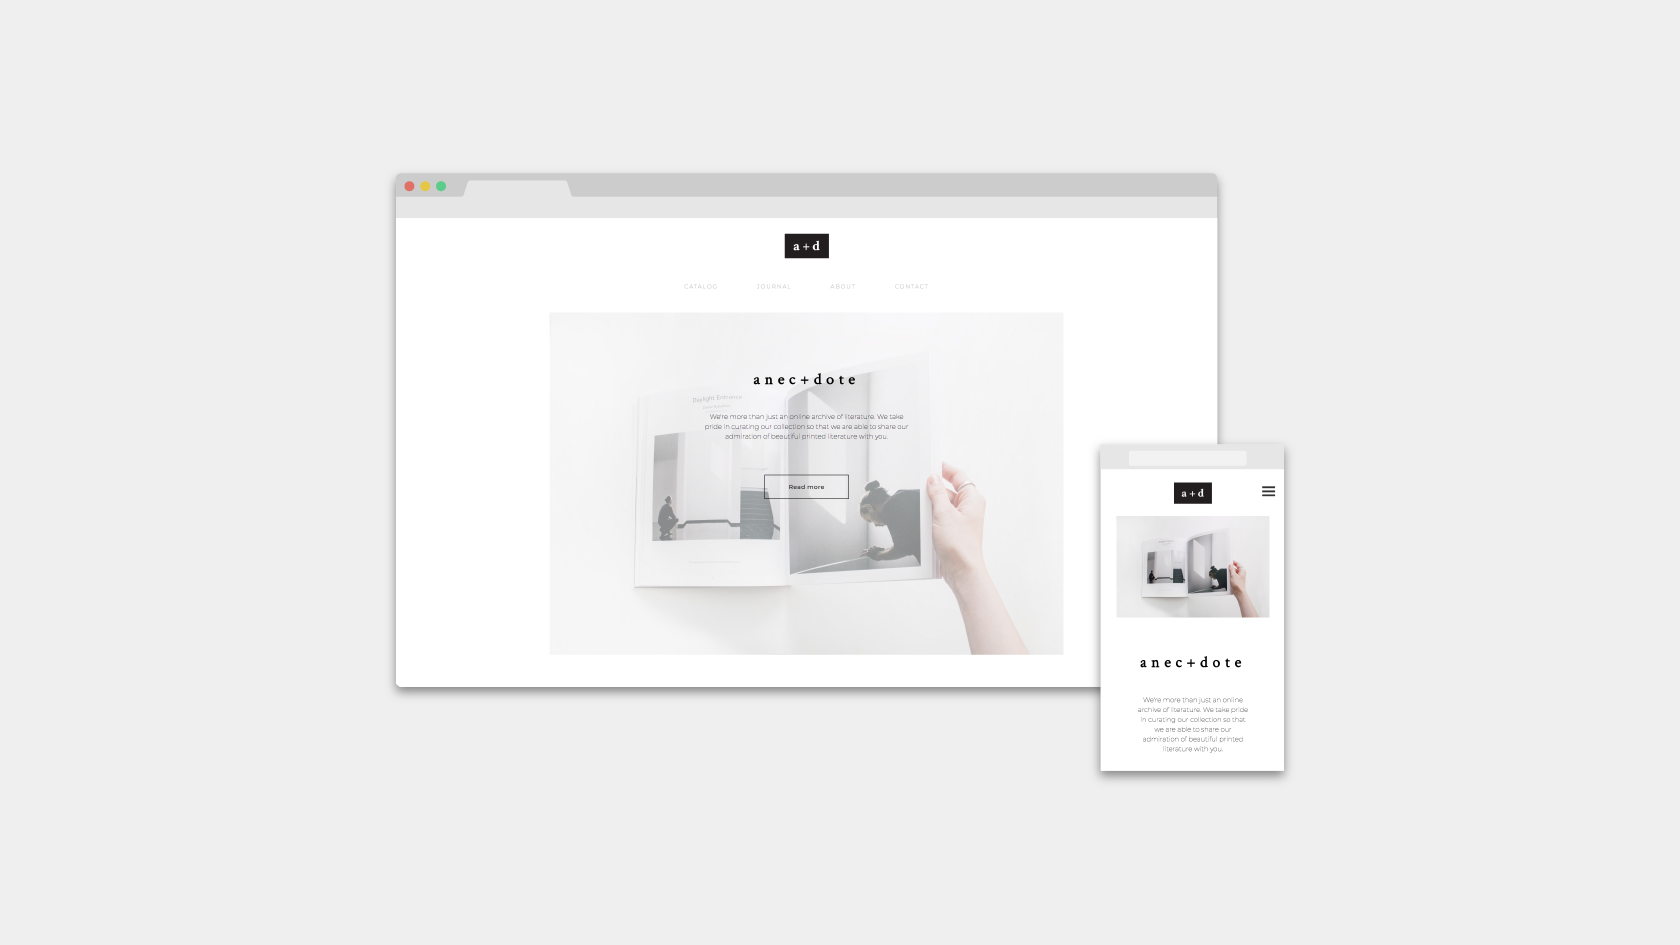 a+d
CATALOG JOURNAL ABOUT CONTACT
anec+dote
Daylight Entrance
We're more than just an online archive of literature. We take
pride in curating our collection so that we are able to share our
admiration of beautiful printed literature with you.
Read more
a+d
anec+dote
We're more than just an online
archive of literature. We take pride
in curating our collection so that
we are able to share our
admiration of beautiful printed
literature with you.